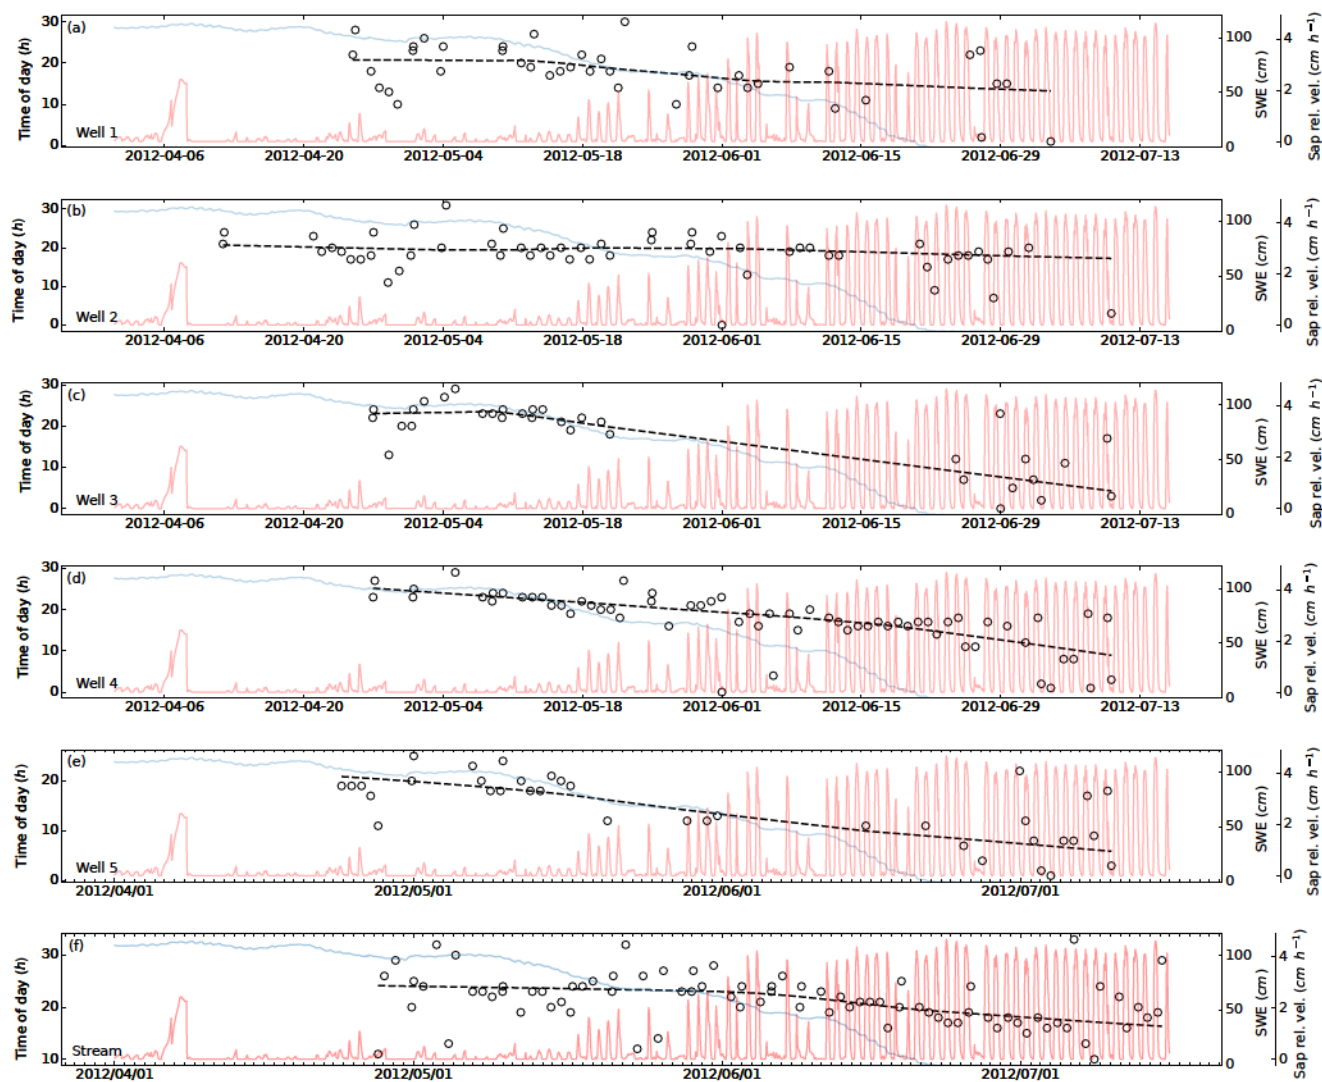 (a)
30
20
10
0
Time of day (h)
Well 1
100
50
0
SWE (cm)
4
2
0
Sap rel. vel. (cm h⁻¹)
2012-04-06 2012-04-20 2012-05-04 2012-05-18 2012-06-01 2012-06-15 2012-06-29 2012-07-13
(b)
30
20
10
0
Time of day (h)
Well 2
100
50
0
SWE (cm)
4
2
0
Sap rel. vel. (cm h⁻¹)
2012-04-06 2012-04-20 2012-05-04 2012-05-18 2012-06-01 2012-06-15 2012-06-29 2012-07-13
(c)
30
20
10
0
Time of day (h)
Well 3
100
50
0
SWE (cm)
4
2
0
Sap rel. vel. (cm h⁻¹)
2012-04-06 2012-04-20 2012-05-04 2012-05-18 2012-06-01 2012-06-15 2012-06-29 2012-07-13
(d)
30
20
10
0
Time of day (h)
Well 4
100
50
0
SWE (cm)
4
2
0
Sap rel. vel. (cm h⁻¹)
2012-04-06 2012-04-20 2012-05-04 2012-05-18 2012-06-01 2012-06-15 2012-06-29 2012-07-13
(e)
20
10
0
Time of day (h)
Well 5
100
50
0
SWE (cm)
4
2
0
Sap rel. vel. (cm h⁻¹)
2012/04/01 2012/05/01 2012/06/01 2012/07/01
(f)
30
20
10
Time of day (h)
Stream
100
50
0
SWE (cm)
4
2
0
Sap rel. vel. (cm h⁻¹)
2012/04/01 2012/05/01 2012/06/01 2012/07/01